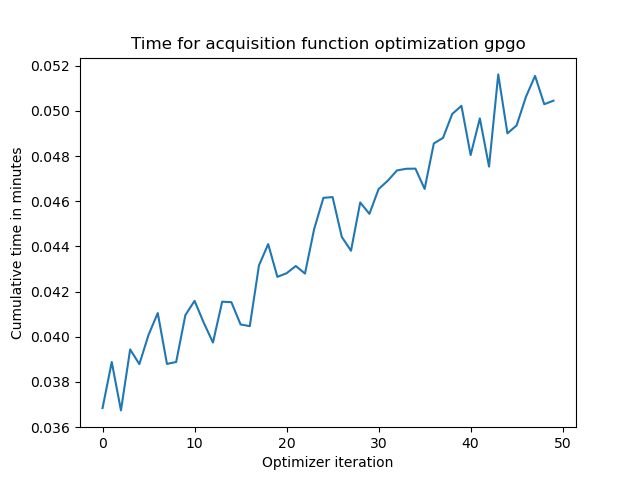 Time for acquisition function optimization gpgo
0.052
0.050
0.048
0.046
0.044
0.042
0.040
0.038
0.036
Cumulative time in minutes
0 10 20 30 40 50
Optimizer iteration